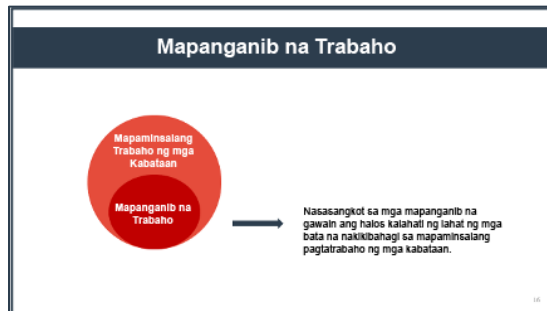 Mapanganib na Trabaho
Mapaminsalang
Trabaho ng mga
Kabataan
Mapanganib na
Trabaho
Nasasangkot sa mga mapanganib na
gawain ang halos kalahati ng lahat ng mga
bata na nakikibahagi sa mapaminsalang
pagtatrabaho ng mga kabataan.